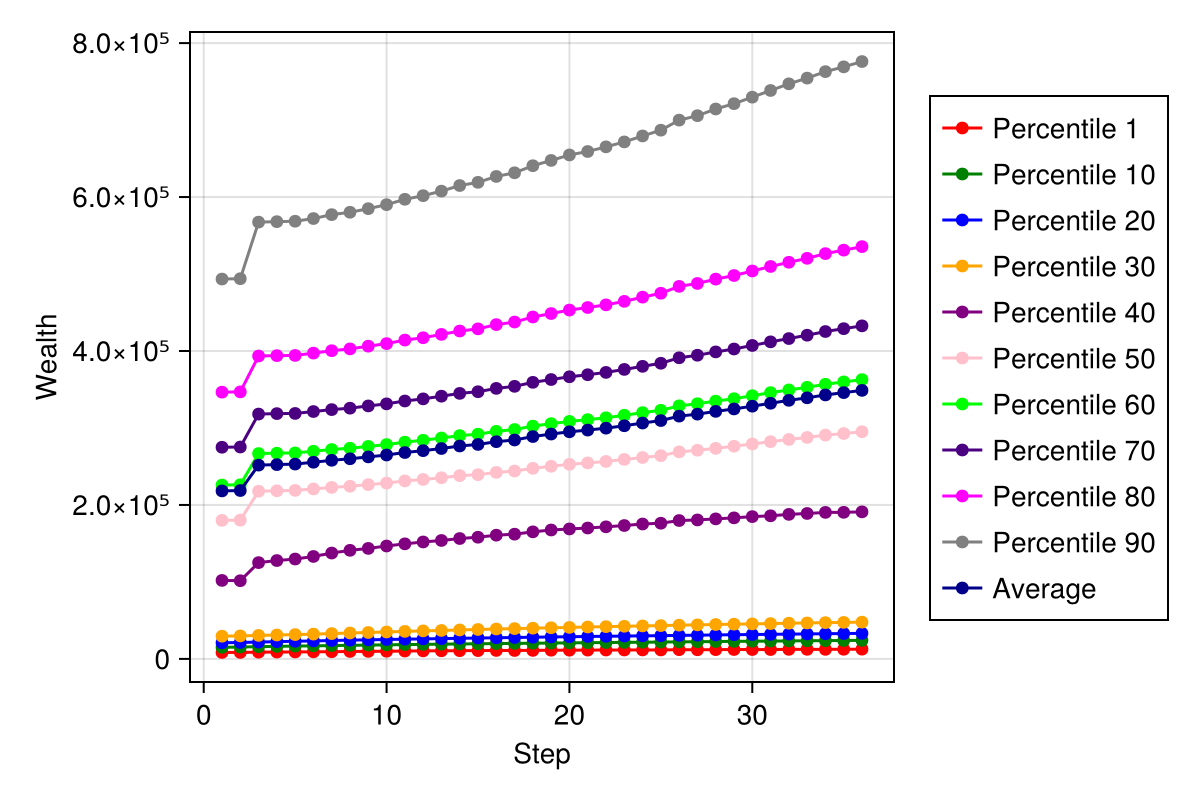 8.0×10⁵
6.0×10⁵
4.0×10⁵
2.0×10⁵
0
Wealth
0 10 20 30
Step
Percentile 1
Percentile 10
Percentile 20
Percentile 30
Percentile 40
Percentile 50
Percentile 60
Percentile 70
Percentile 80
Percentile 90
Average